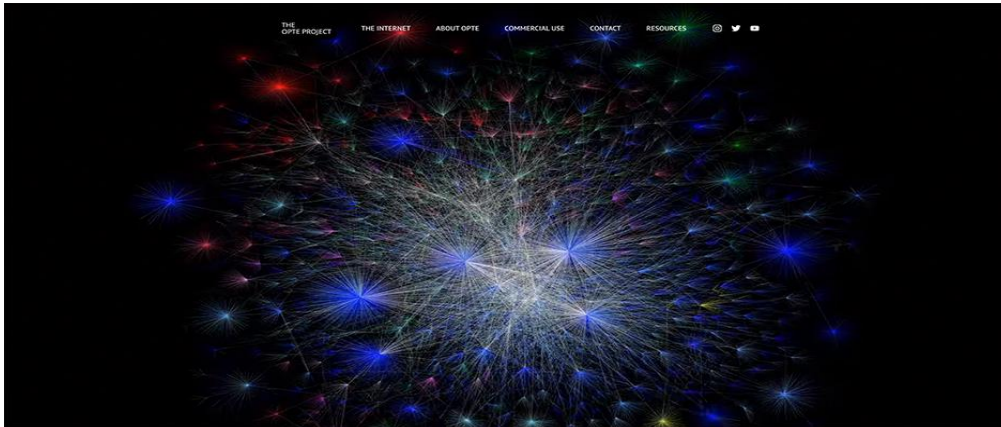 THE
OPTE PROJECT
THE INTERNET
ABOUT OPTE
COMMERCIAL USE
CONTACT
RESOURCES